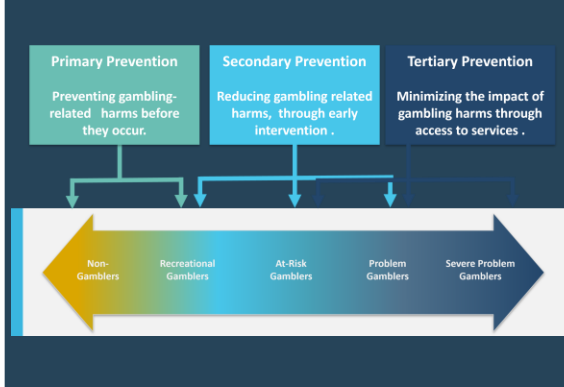 Primary Prevention
Preventing gambling-
related harms before
they occur.
Secondary Prevention
Reducing gambling related
harms, through early
intervention .
Tertiary Prevention
Minimizing the impact of
gambling harms through
access to services .
Non-
Gamblers
Recreational
Gamblers
At-Risk
Gamblers
Problem
Gamblers
Severe Problem
Gamblers